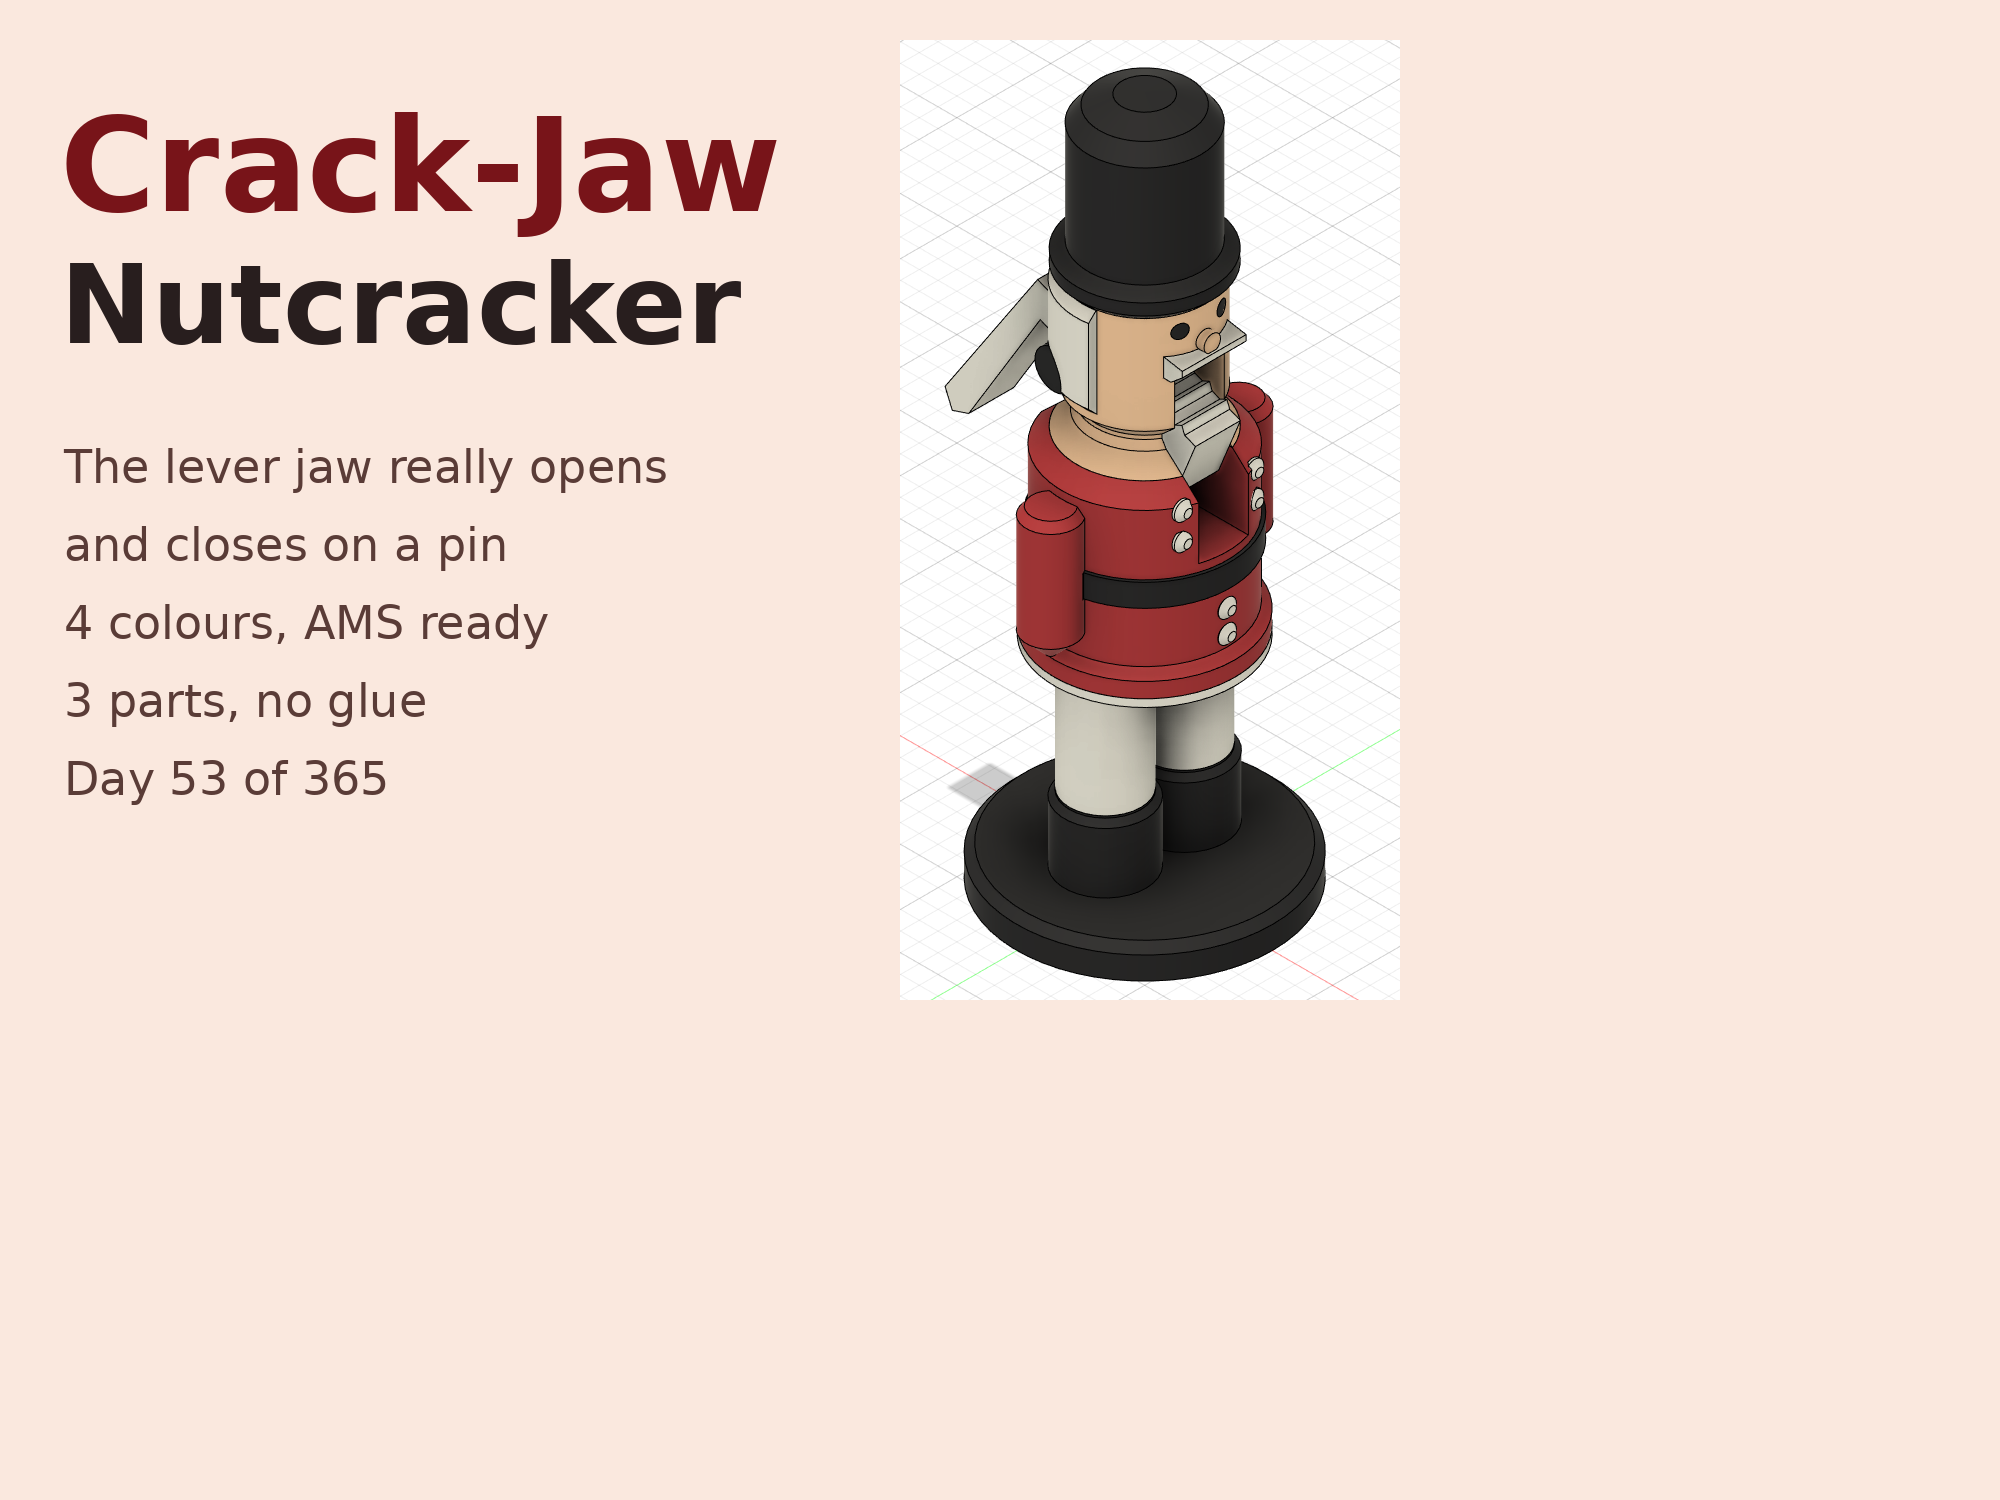 Crack-Jaw
Nutcracker
The lever jaw really opens
and closes on a pin
4 colours, AMS ready
3 parts, no glue
Day 53 of 365